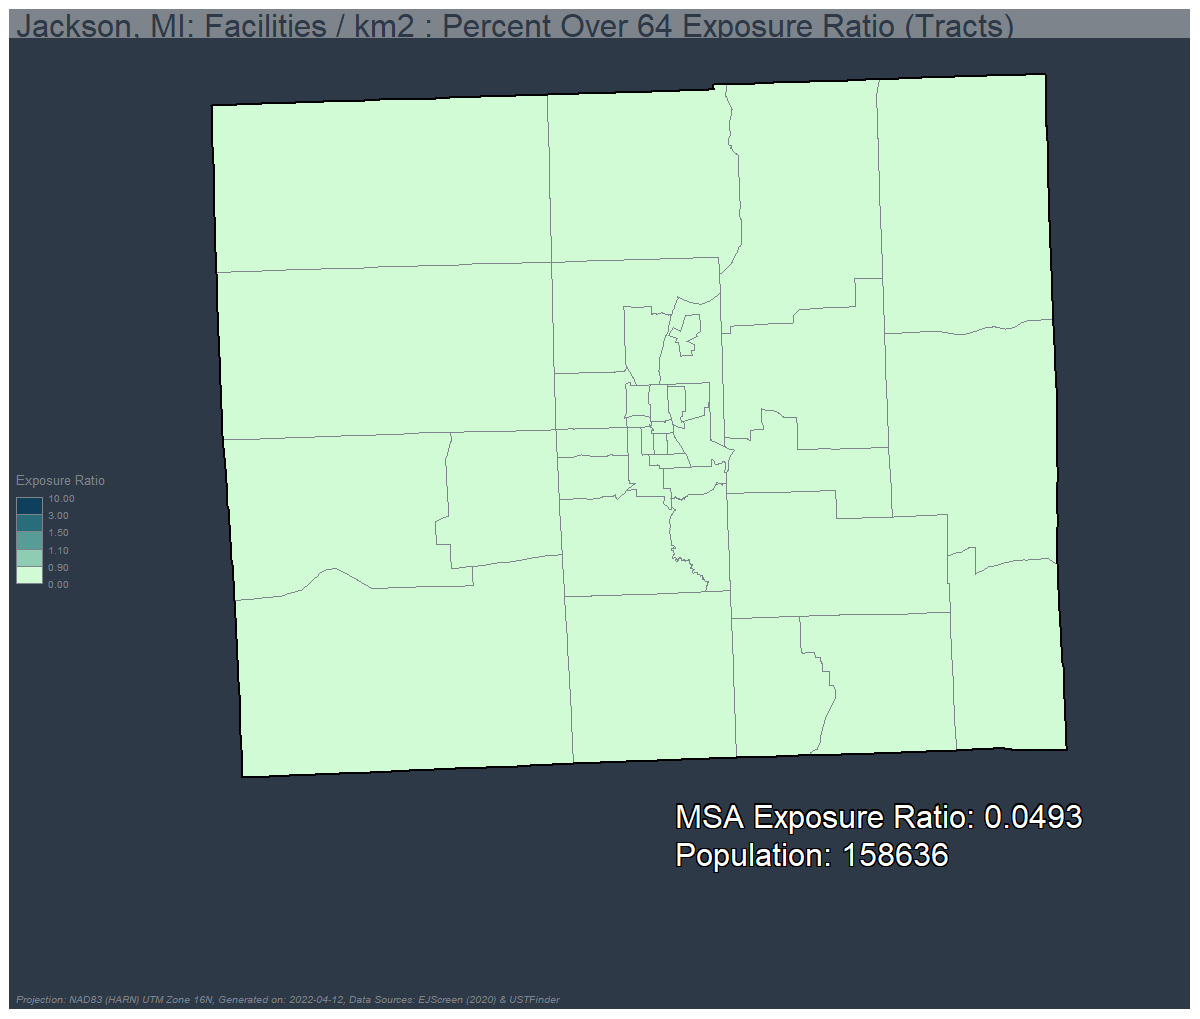 Jackson, MI: Facilities / km2 : Percent Over 64 Exposure Ratio (Tracts)
Exposure Ratio
10.00
3.00
1.50
1.10
0.90
0.00
MSA Exposure Ratio: 0.0493
Population: 158636
Projection: NAD83 (HARN) UTM Zone 16N, Generated on: 2022-04-12, Data Sources: EJScreen (2020) & USTFinder